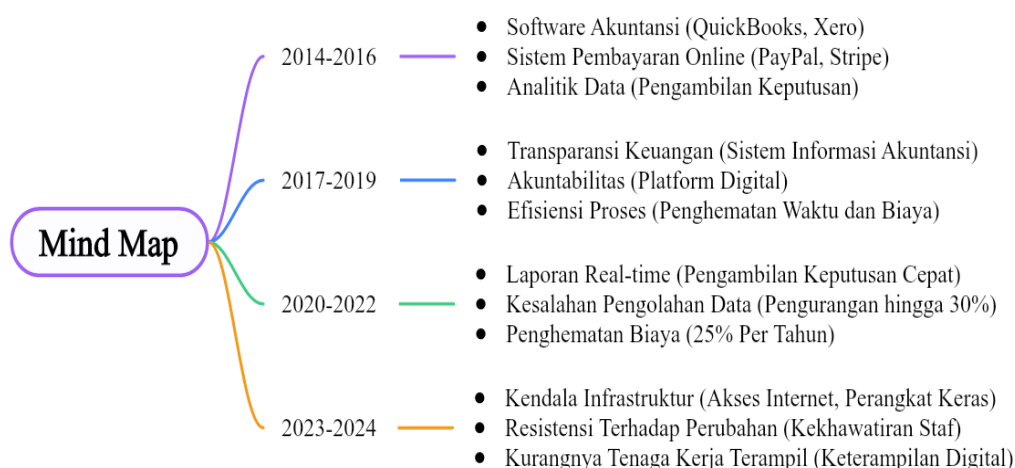 Mind Map
2014-2016
• Software Akuntansi (QuickBooks, Xero)
• Sistem Pembayaran Online (PayPal, Stripe)
• Analitik Data (Pengambilan Keputusan)
2017-2019
• Transparansi Keuangan (Sistem Informasi Akuntansi)
• Akuntabilitas (Platform Digital)
• Efisiensi Proses (Penghematan Waktu dan Biaya)
2020-2022
• Laporan Real-time (Pengambilan Keputusan Cepat)
• Kesalahan Pengolahan Data (Pengurangan hingga 30%)
• Penghematan Biaya (25% Per Tahun)
2023-2024
• Kendala Infrastruktur (Akses Internet, Perangkat Keras)
• Resistensi Terhadap Perubahan (Kekhawatiran Staf)
• Kurangnya Tenaga Kerja Terampil (Keterampilan Digital)